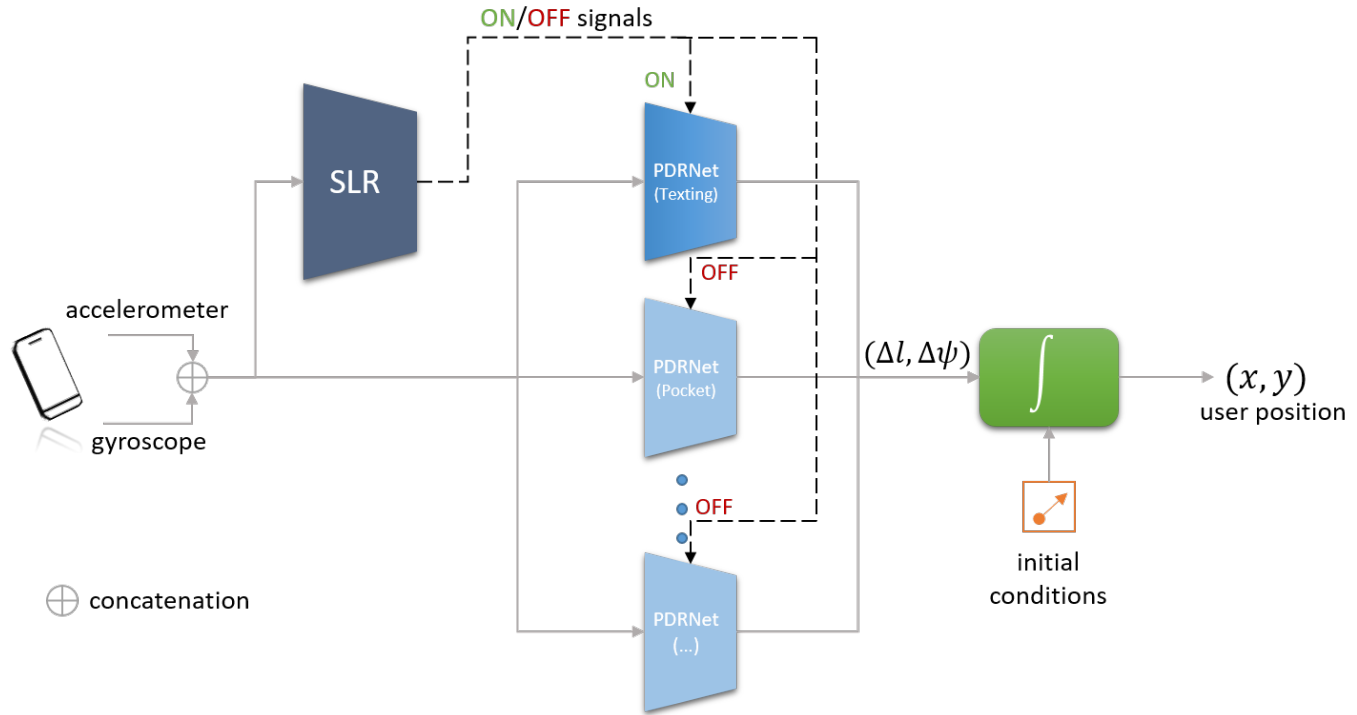 ON/OFF signals
ON
SLR
PDRNet
(Texting)
OFF
accelerometer
gyroscope
PDRNet
(Pocket)
(Δl, Δψ)
∫
(x, y)
user position
OFF
initial
conditions
⊕ concatenation
PDRNet
(...)